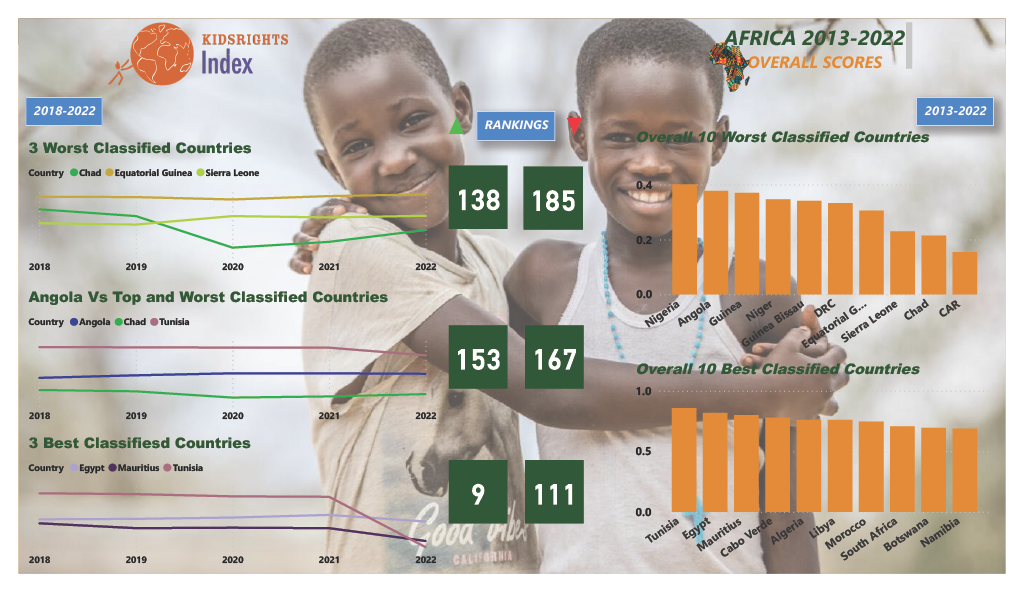 KIDSRIGHTS
Index
AFRICA 2013-2022
OVERALL SCORES
2018-2022
RANKINGS
2013-2022
3 Worst Classified Countries
Country Chad Equatorial Guinea Sierra Leone
2018 2019 2020 2021 2022
138 185
Angola Vs Top and Worst Classified Countries
Country Angola Chad Tunisia
2018 2019 2020 2021 2022
153 167
3 Best Classifiesd Countries
Country Egypt Mauritius Tunisia
2018 2019 2020 2021 2022
9 111
Good vibes
CALIFORNIA
Overall 10 Worst Classified Countries
0.4
0.2
0.0
Nigeria Angola Guinea Niger Guinea Bissau DRC Equatorial G... Sierra Leone Chad CAR
Overall 10 Best Classified Countries
1.0
0.5
0.0
Tunisia Egypt Mauritius Cabo Verde Algeria Libya Morocco South Africa Botswana Namibia